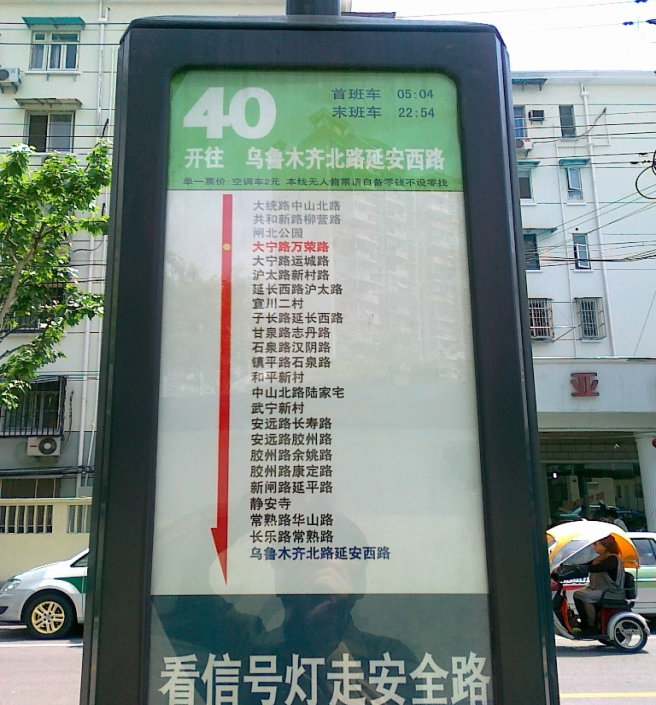 40
首班车 05:04
末班车 22:54
开往 乌鲁木齐北路延安西路
单一票价:空调车2元 本线无人售票请自备零钱不设零找
大统路中山北路
共和新路柳营路
闸北公园
大宁路万荣路
大宁路运城路
沪太路新村路
延长西路沪太路
宜川二村
子长路延长西路
甘泉路志丹路
石泉路汉阴路
镇平路石泉路
和平新村
中山北路陆家宅
武宁新村
安远路长寿路
安远路胶州路
胶州路余姚路
胶州路康定路
新闸路延平路
静安寺
常熟路华山路
长乐路常熟路
乌鲁木齐北路延安西路
看信号灯走安全路
亚